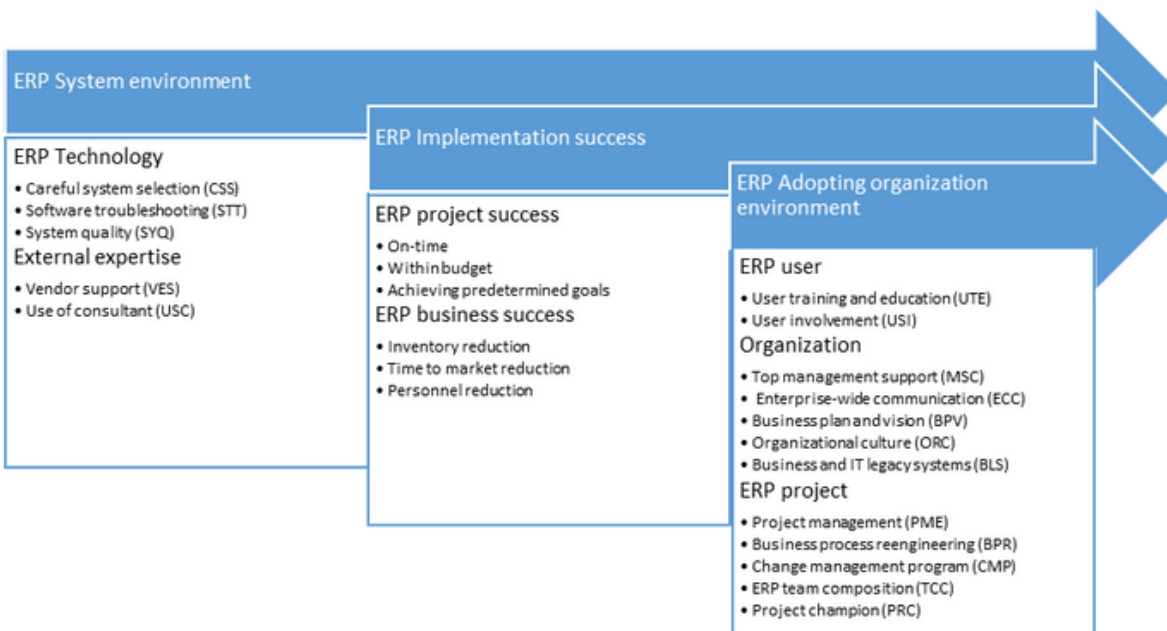 ERP System environment
ERP Technology
• Careful system selection (CSS)
• Software troubleshooting (STT)
• System quality (SYQ)
External expertise
• Vendor support (VES)
• Use of consultant (USC)
ERP Implementation success
ERP project success
• On-time
• Within budget
• Achieving predetermined goals
ERP business success
• Inventory reduction
• Time to market reduction
• Personnel reduction
ERP Adopting organization
environment
ERP user
• User training and education (UTE)
• User involvement (USI)
Organization
• Top management support (MSC)
• Enterprise-wide communication (ECC)
• Business plan and vision (BPV)
• Organizational culture (ORC)
• Business and IT legacy systems (BLS)
ERP project
• Project management (PME)
• Business process reengineering (BPR)
• Change management program (CMP)
• ERP team composition (TCC)
• Project champion (PRC)